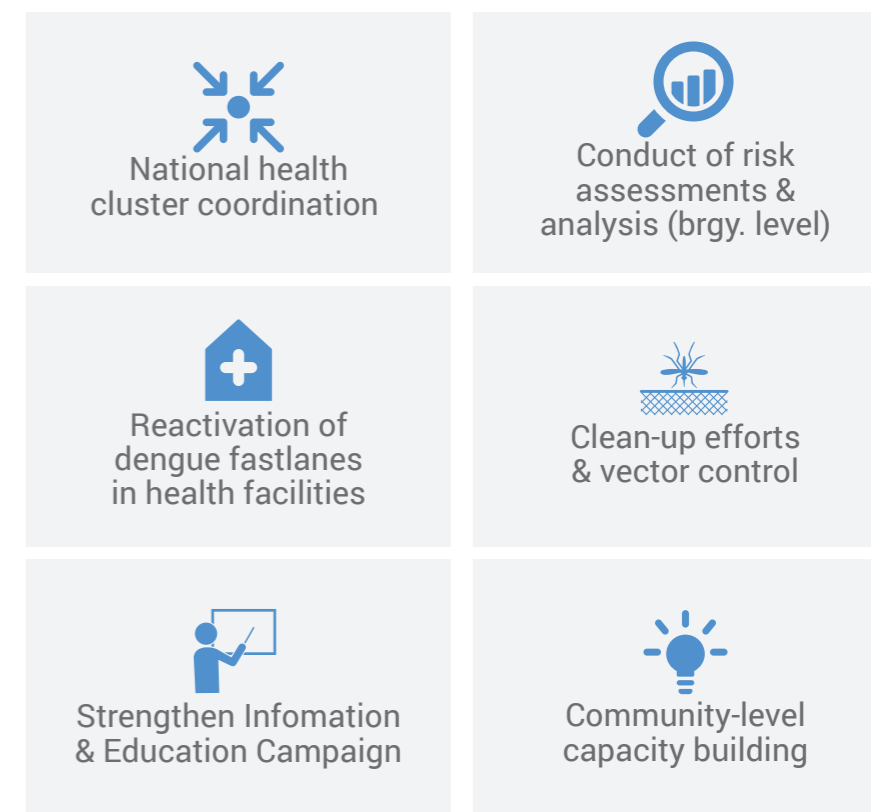 National health
cluster coordination
Conduct of risk
assessments &
analysis (brgy. level)
Reactivation of
dengue fastlanes
in health facilities
Clean-up efforts
& vector control
Strengthen Infomation
& Education Campaign
Community-level
capacity building